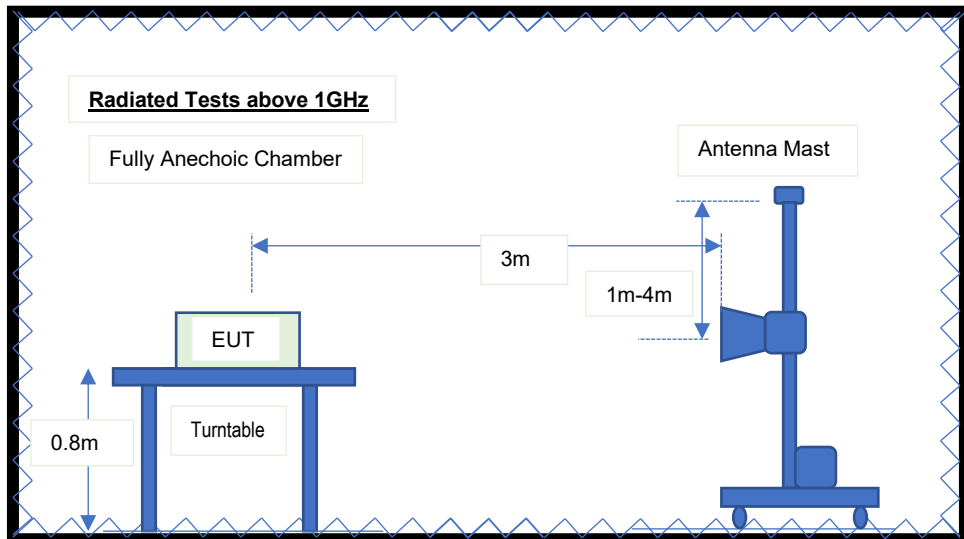 Radiated Tests above 1GHz
Fully Anechoic Chamber
Antenna Mast
3m
1m-4m
EUT
Turntable
0.8m